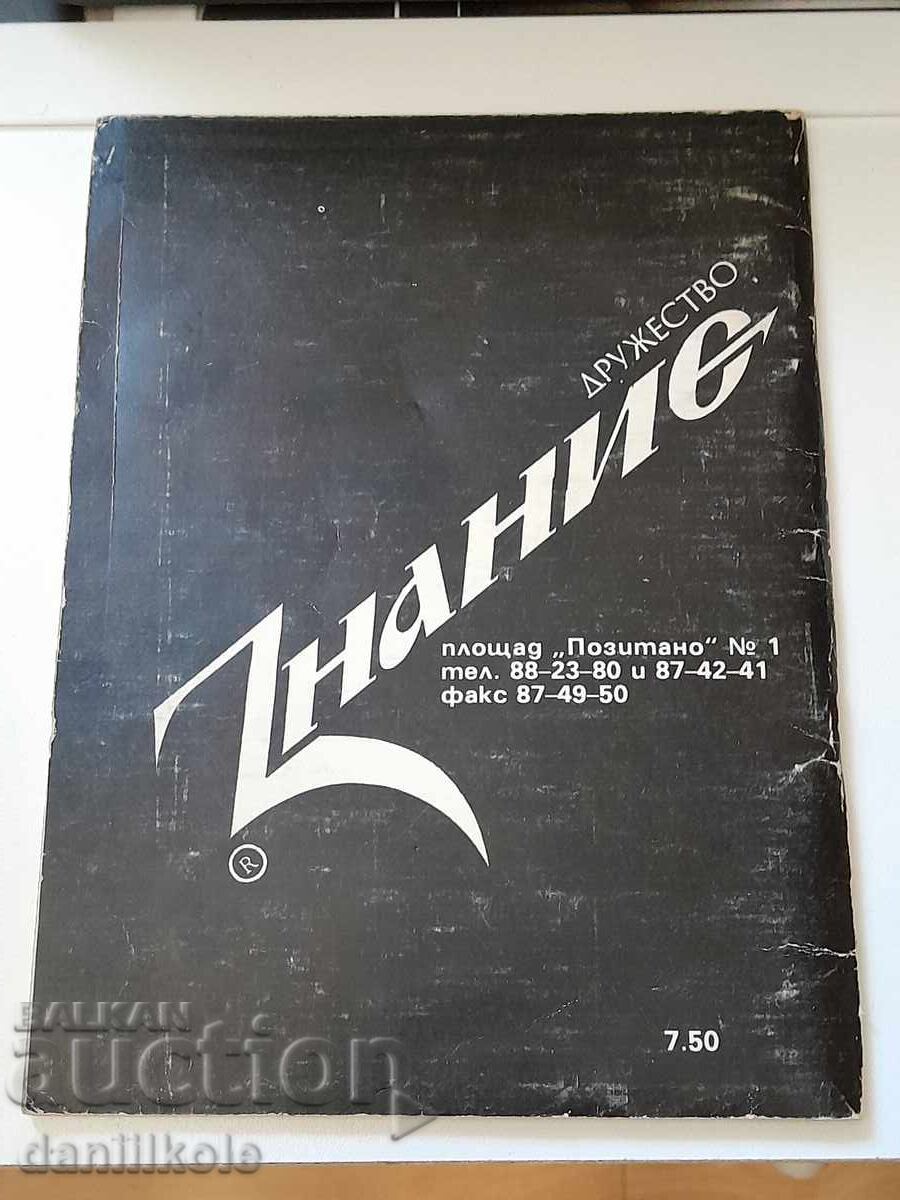 ДРУЖЕСТВО
Знание
площад „Позитано“ № 1
тел. 88–23–80 и 87–42–41
факс 87–49–50
®
7.50
BALKAN
auction
daniilkole